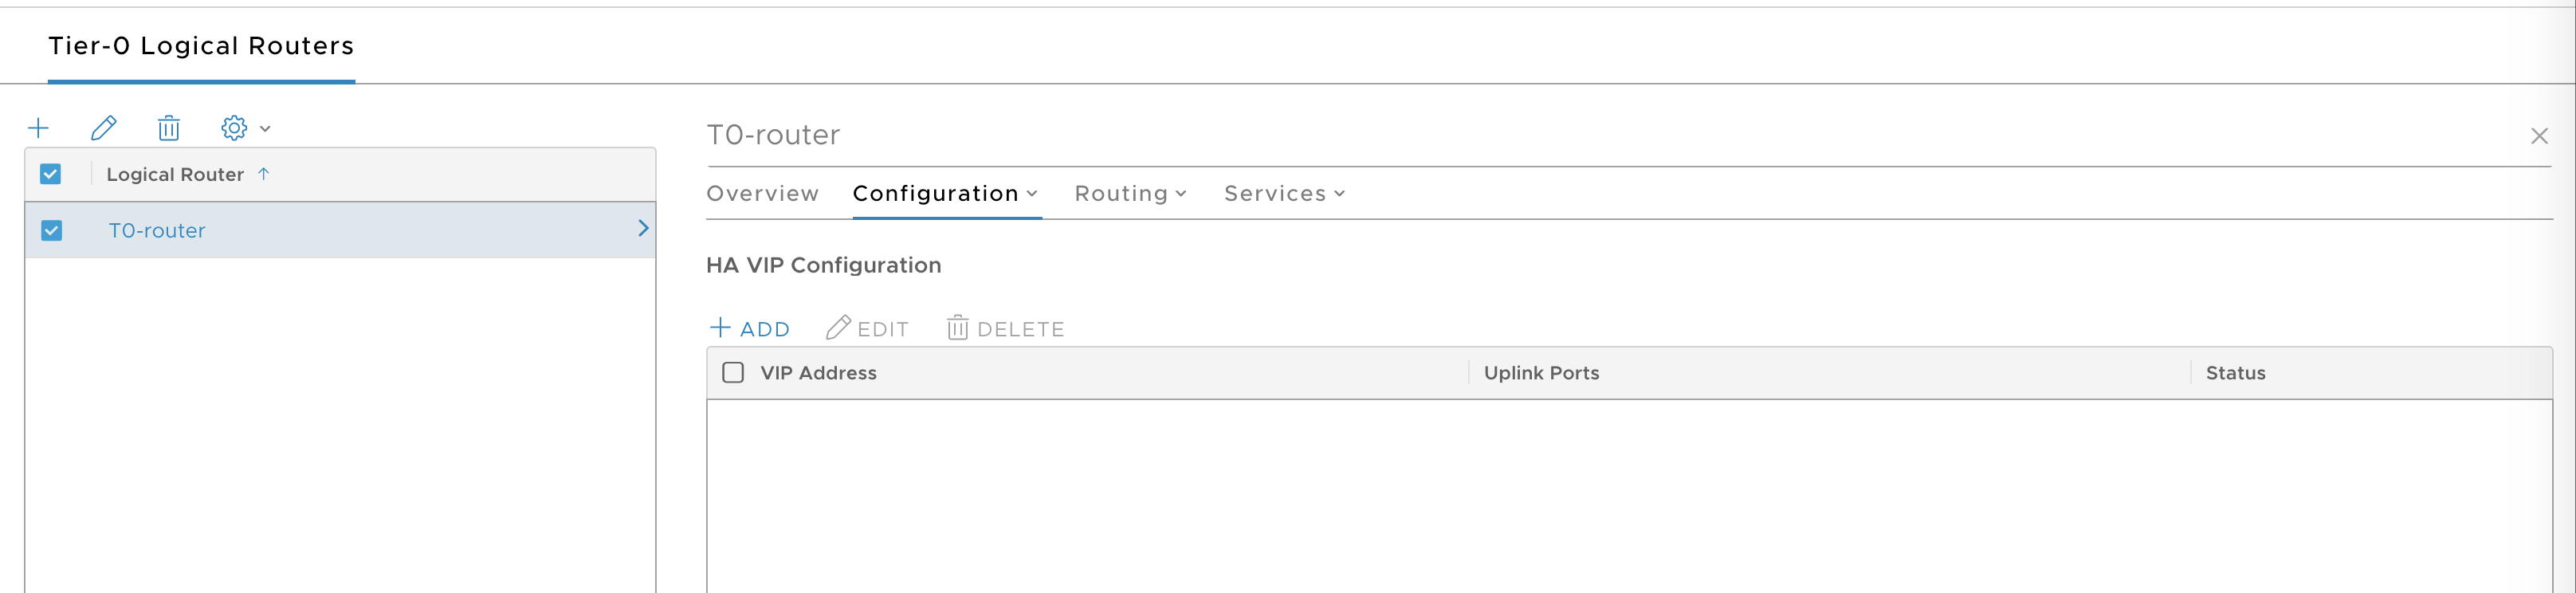 Tier-0 Logical Routers
Logical Router
T0-router
T0-router
Overview Configuration Routing Services
HA VIP Configuration
ADD EDIT DELETE
VIP Address Uplink Ports Status